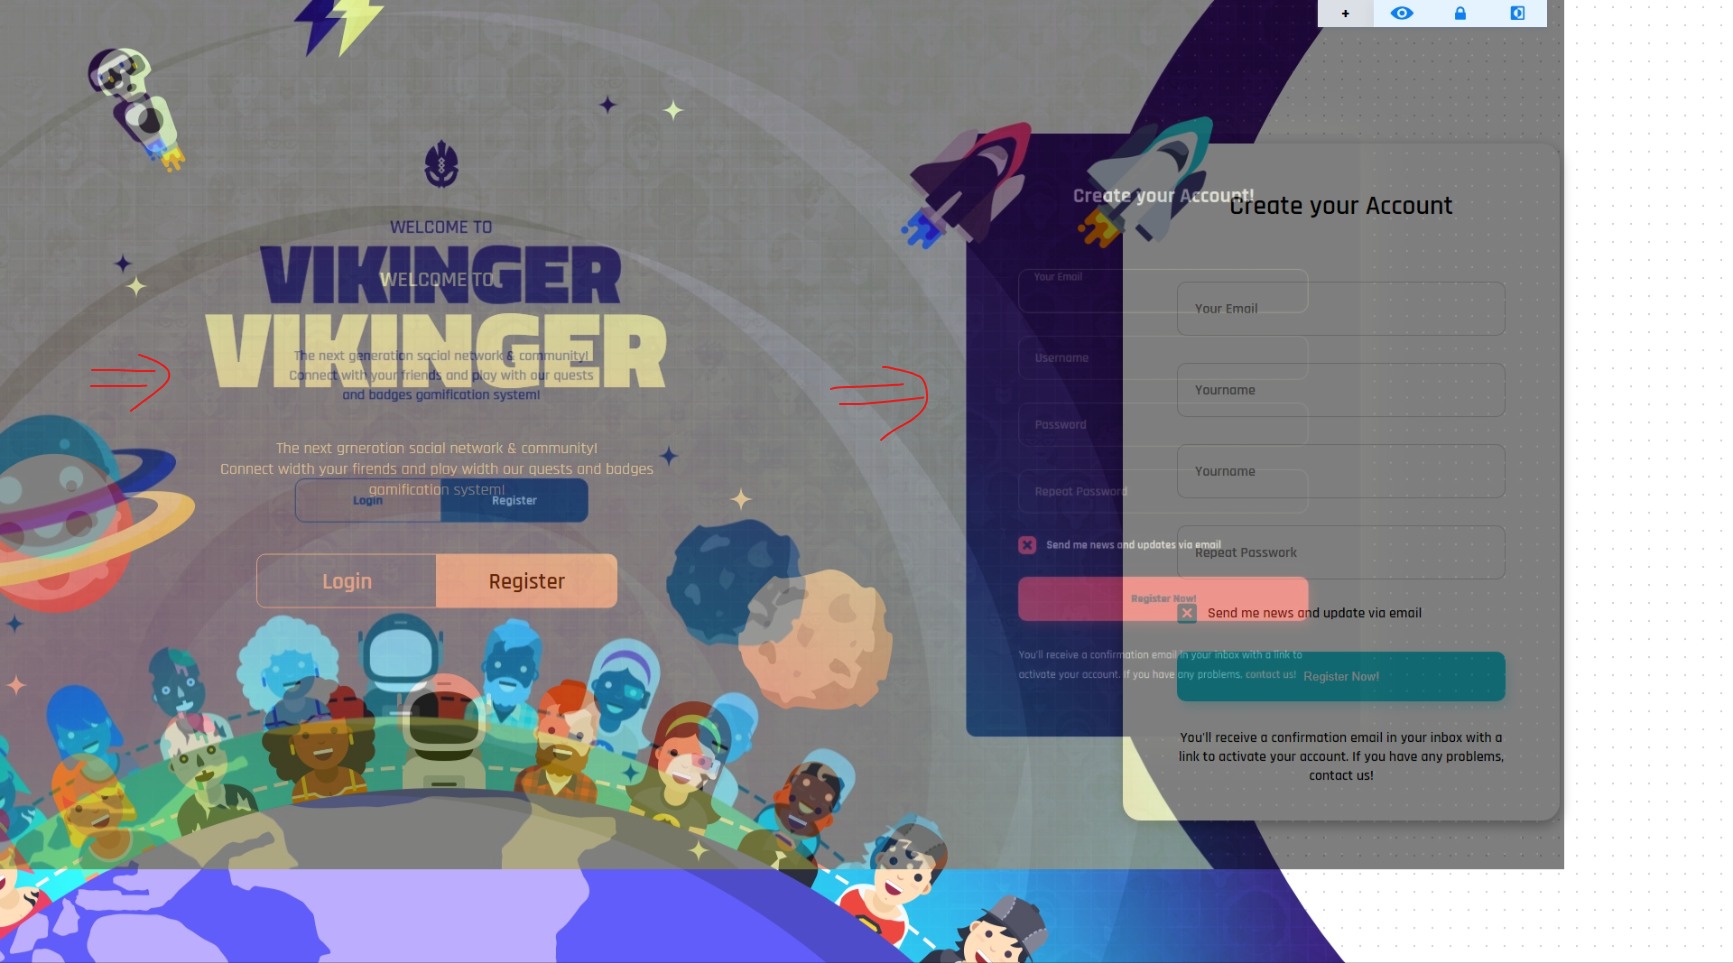 +
WELCOME TO
VIKINGER
WELCOME TO
VIKINGER
The next generation social network & community!
Connect with your friends and play with our quests
and badges gamification system!
The next grneration social network & community!
Connect width your firends and play width our quests and badges
gamification system!
Login Register
Login Register
Create your Account!
Your Email
Username
Password
Repeat Password
Send me news and updates via email
Register Now!
You'll receive a confirmation email in your inbox with a link to
activate your account. If you have any problems, contact us!
Create your Account
Your Email
Yourname
Yourname
Repeat Passwork
Send me news and update via email
Register Now!
You'll receive a confirmation email in your inbox with a
link to activate your account. If you have any problems,
contact us!